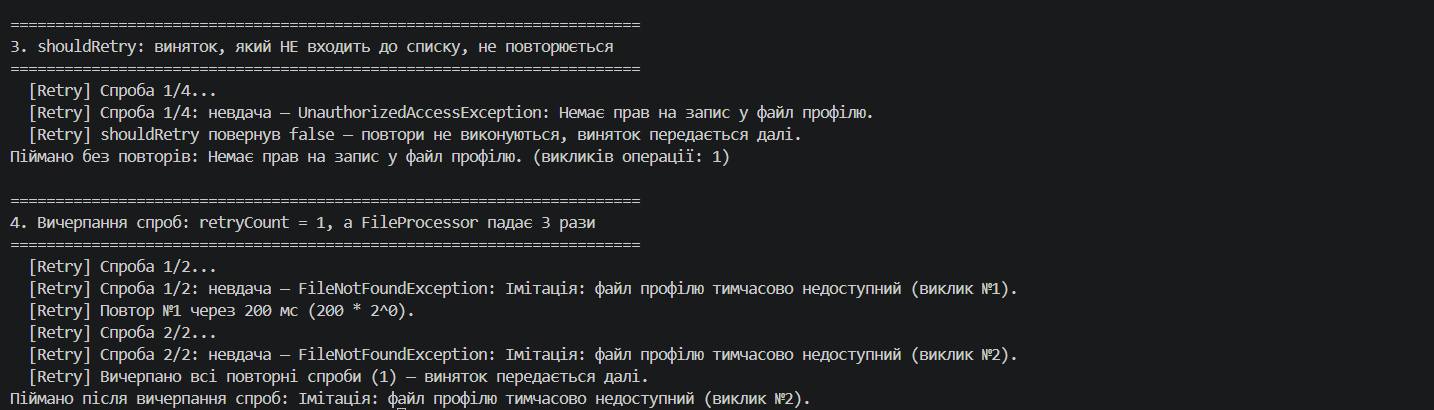 ======================================================================
3. shouldRetry: виняток, який НЕ входить до списку, не повторюється
======================================================================
[Retry] Спроба 1/4...
[Retry] Спроба 1/4: невдача — UnauthorizedAccessException: Немає прав на запис у файл профілю.
[Retry] shouldRetry повернув false — повтори не виконуються, виняток передається далі.
Піймано без повторів: Немає прав на запис у файл профілю. (викликів операції: 1)
======================================================================
4. Вичерпання спроб: retryCount = 1, а FileProcessor падає 3 рази
======================================================================
[Retry] Спроба 1/2...
[Retry] Спроба 1/2: невдача — FileNotFoundException: Імітація: файл профілю тимчасово недоступний (виклик №1).
[Retry] Повтор №1 через 200 мс (200 * 2^0).
[Retry] Спроба 2/2...
[Retry] Спроба 2/2: невдача — FileNotFoundException: Імітація: файл профілю тимчасово недоступний (виклик №2).
[Retry] Вичерпано всі повторні спроби (1) — виняток передається далі.
Піймано після вичерпання спроб: Імітація: файл профілю тимчасово недоступний (виклик №2).